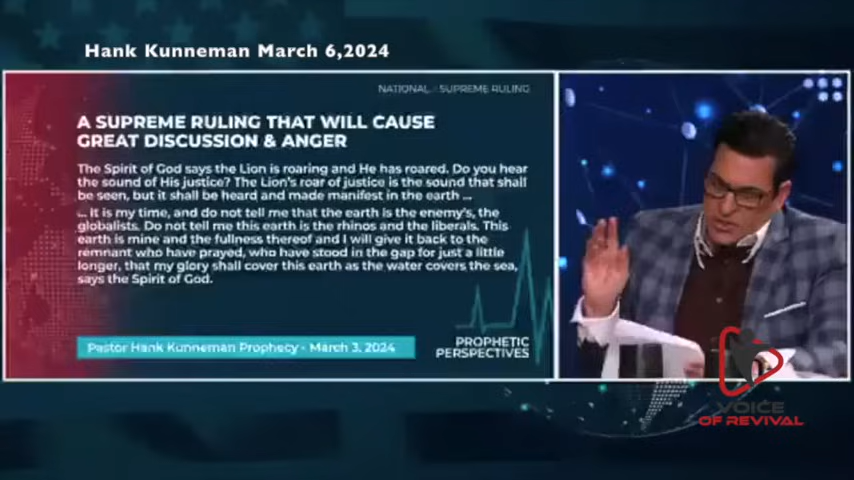 Hank Kunneman March 6,2024
NATIONAL - SUPREME RULING
A SUPREME RULING THAT WILL CAUSE
GREAT DISCUSSION & ANGER
The Spirit of God says the Lion is roaring and He has roared. Do you hear
the sound of His justice? The Lion's roar of justice is the sound that shall
be seen, but it shall be heard and made manifest in the earth ...
... It is my time, and do not tell me that the earth is the enemy's, the
globalists. Do not tell me this earth is the rhinos and the liberals. This
earth is mine and the fullness thereof and I will give it back to the
remnant who have prayed, who have stood in the gap for just a little
longer, that my glory shall cover this earth as the water covers the sea,
says the Spirit of God.
Pastor Hank Kunneman Prophecy - March 3, 2024
PROPHETIC
PERSPECTIVES
VOICE
OF REVIVAL